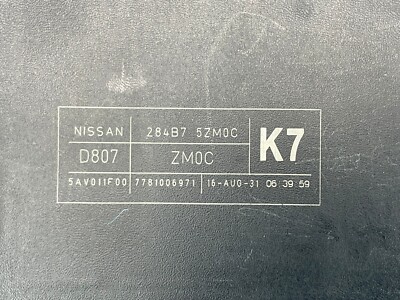 NISSAN 284B7 5ZM0C K7
D807 ZM0C
5AV011F00 7781006971 16-AUG-31 06:39:59